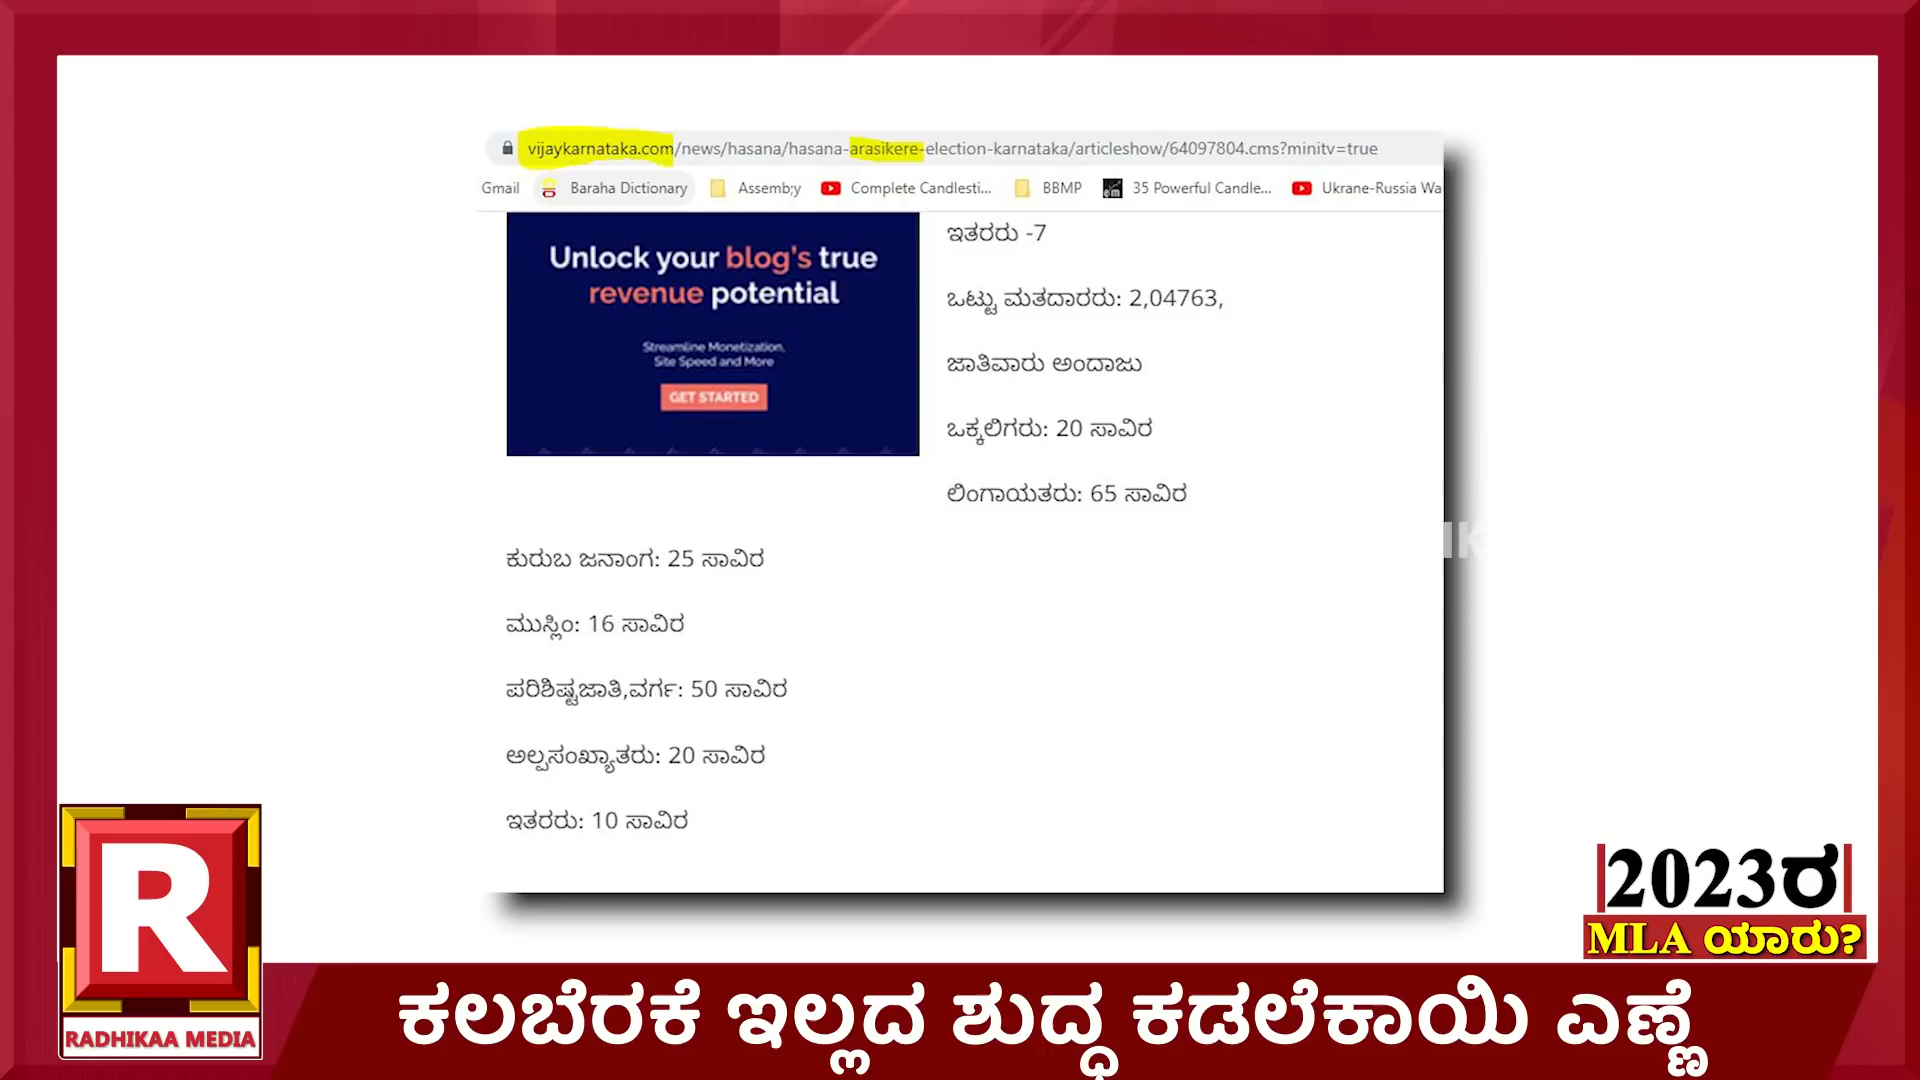 vijaykarnataka.com/news/hasana/hasana-arasikere-election-karnataka/articleshow/64097804.cms?minitv=true
Gmail Baraha Dictionary Assemb;y Complete Candlesti... BBMP 35 Powerful Candle... Ukrane-Russia Wa
Unlock your blog's true
revenue potential
Streamline Monetization,
Site Speed and More
GET STARTED
ಇತರರು -7
ಒಟ್ಟು ಮತದಾರರು: 2,04763,
ಜಾತಿವಾರು ಅಂದಾಜು
ಒಕ್ಕಲಿಗರು: 20 ಸಾವಿರ
ಲಿಂಗಾಯತರು: 65 ಸಾವಿರ
ಕುರುಬ ಜನಾಂಗ: 25 ಸಾವಿರ
ಮುಸ್ಲಿಂ: 16 ಸಾವಿರ
ಪರಿಶಿಷ್ಟಜಾತಿ,ವರ್ಗ: 50 ಸಾವಿರ
ಅಲ್ಪಸಂಖ್ಯಾತರು: 20 ಸಾವಿರ
ಇತರರು: 10 ಸಾವಿರ
R
RADHIKAA MEDIA
2023ರ
MLA ಯಾರು?
ಕಲಬೆರಕೆ ಇಲ್ಲದ ಶುದ್ಧ ಕಡಲೆಕಾಯಿ ಎಣ್ಣೆ